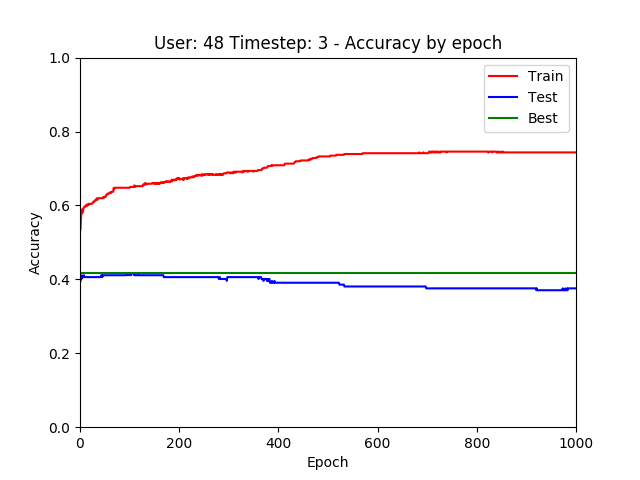 User: 48 Timestep: 3 - Accuracy by epoch
1.0
0.8
0.6
0.4
0.2
0.0
Accuracy
Train
Test
Best
0 200 400 600 800 1000
Epoch